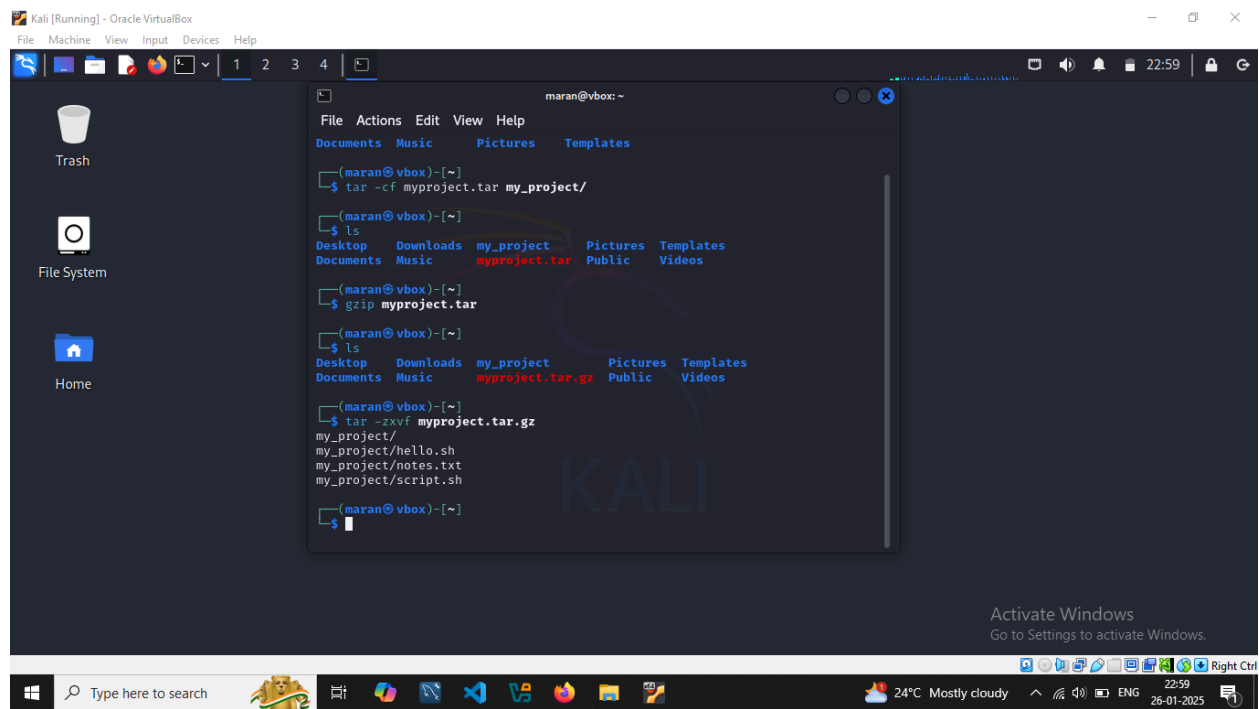 Kali [Running] - Oracle VirtualBox
File Machine View Input Devices Help
1 2 3 4
22:59
Trash
File System
Home
maran@vbox: ~
File Actions Edit View Help
Documents Music Pictures Templates
┌──(maran㉿vbox)-[~]
└─$ tar -cf myproject.tar my_project/
┌──(maran㉿vbox)-[~]
└─$ ls
Desktop Downloads my_project Pictures Templates
Documents Music myproject.tar Public Videos
┌──(maran㉿vbox)-[~]
└─$ gzip myproject.tar
┌──(maran㉿vbox)-[~]
└─$ ls
Desktop Downloads my_project Pictures Templates
Documents Music myproject.tar.gz Public Videos
┌──(maran㉿vbox)-[~]
└─$ tar -zxvf myproject.tar.gz
my_project/
my_project/hello.sh
my_project/notes.txt
my_project/script.sh
┌──(maran㉿vbox)-[~]
└─$
KALI
Activate Windows
Go to Settings to activate Windows.
Right Ctrl
Type here to search
24°C Mostly cloudy
ENG
22:59
26-01-2025
1